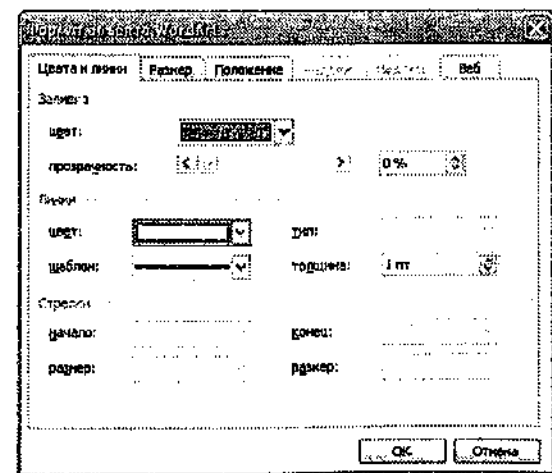 Формат объекта WordArt
Цвета и линии Размер Положение Веб
Заливка
цвет:
прозрачность: 0 %
Линии
цвет: тип:
шаблон: толщина: 1 пт
Стрелки
начало: конец:
размер: размер:
ОК Отмена